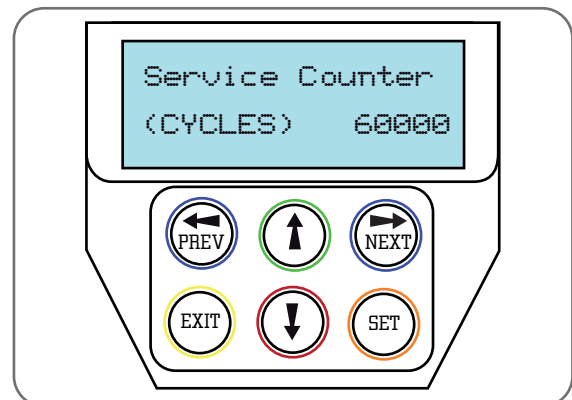 Service Counter
(CYCLES) 60000
PREV
NEXT
EXIT
SET